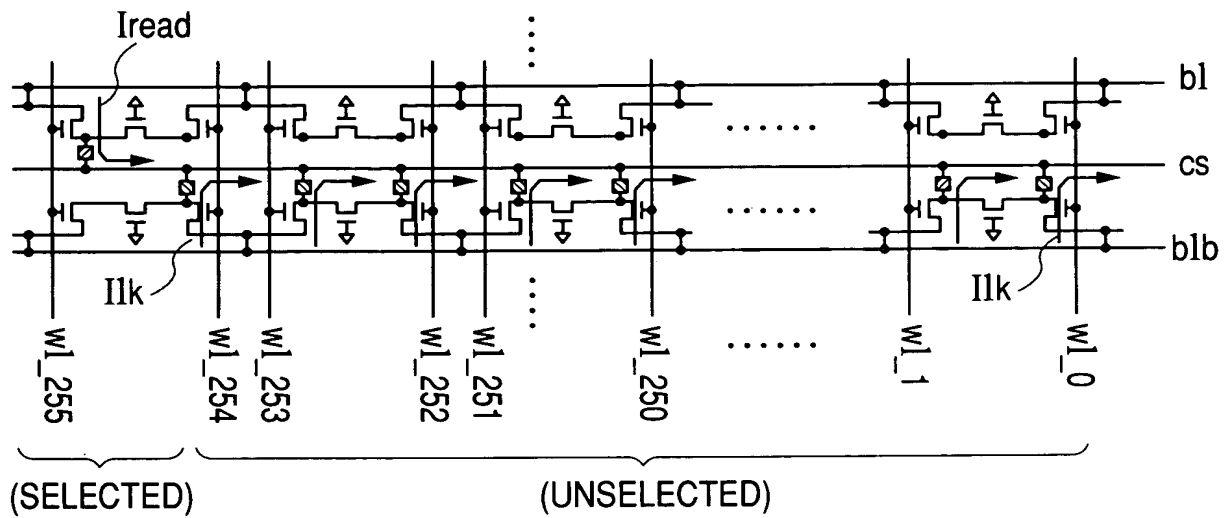 Iread
bl
cs
blb
Ilk
Ilk
wl_255
wl_254
wl_253
wl_252
wl_251
wl_250
wl_1
wl_0
(SELECTED)
(UNSELECTED)